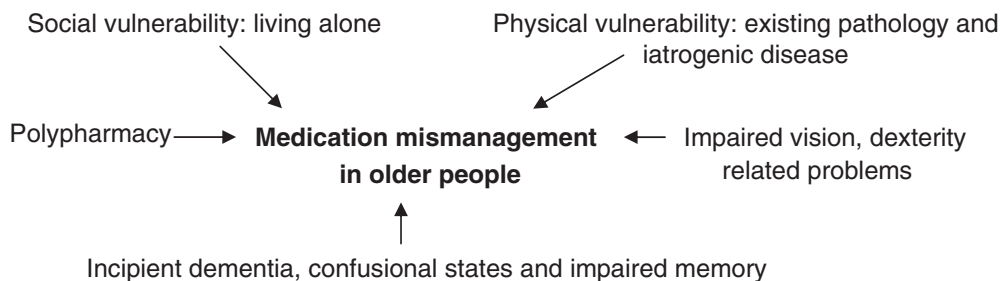 Social vulnerability: living alone
Physical vulnerability: existing pathology and
iatrogenic disease
Polypharmacy
Medication mismanagement
in older people
Impaired vision, dexterity
related problems
Incipient dementia, confusional states and impaired memory